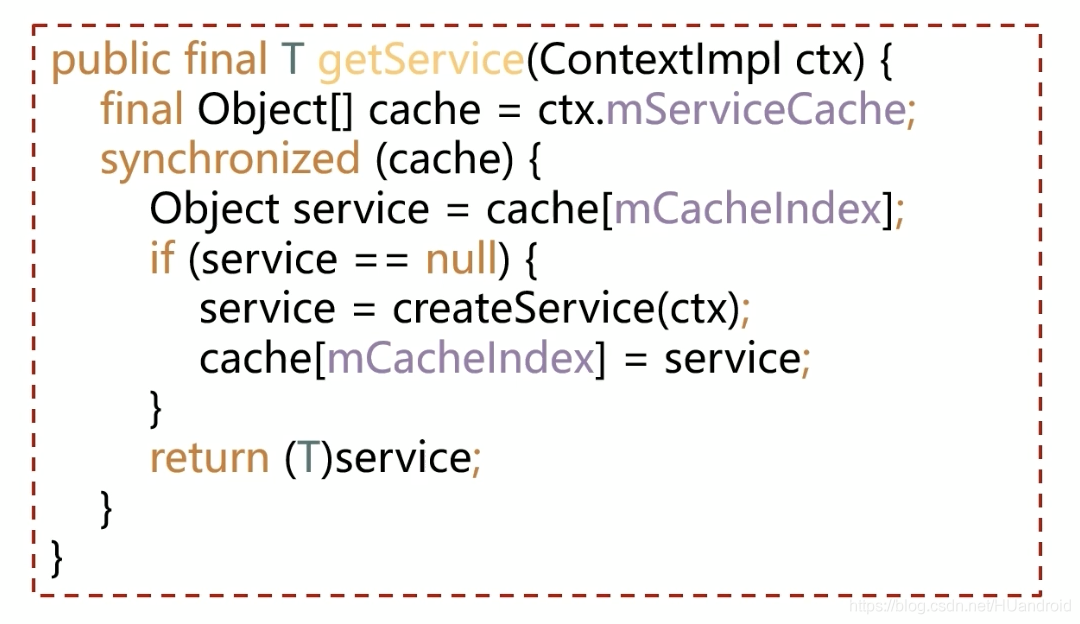 public final T getService(ContextImpl ctx) {
final Object[] cache = ctx.mServiceCache;
synchronized (cache) {
Object service = cache[mCacheIndex];
if (service == null) {
service = createService(ctx);
cache[mCacheIndex] = service;
}
return (T)service;
}
}
https://blog.csdn.net/HUandroid